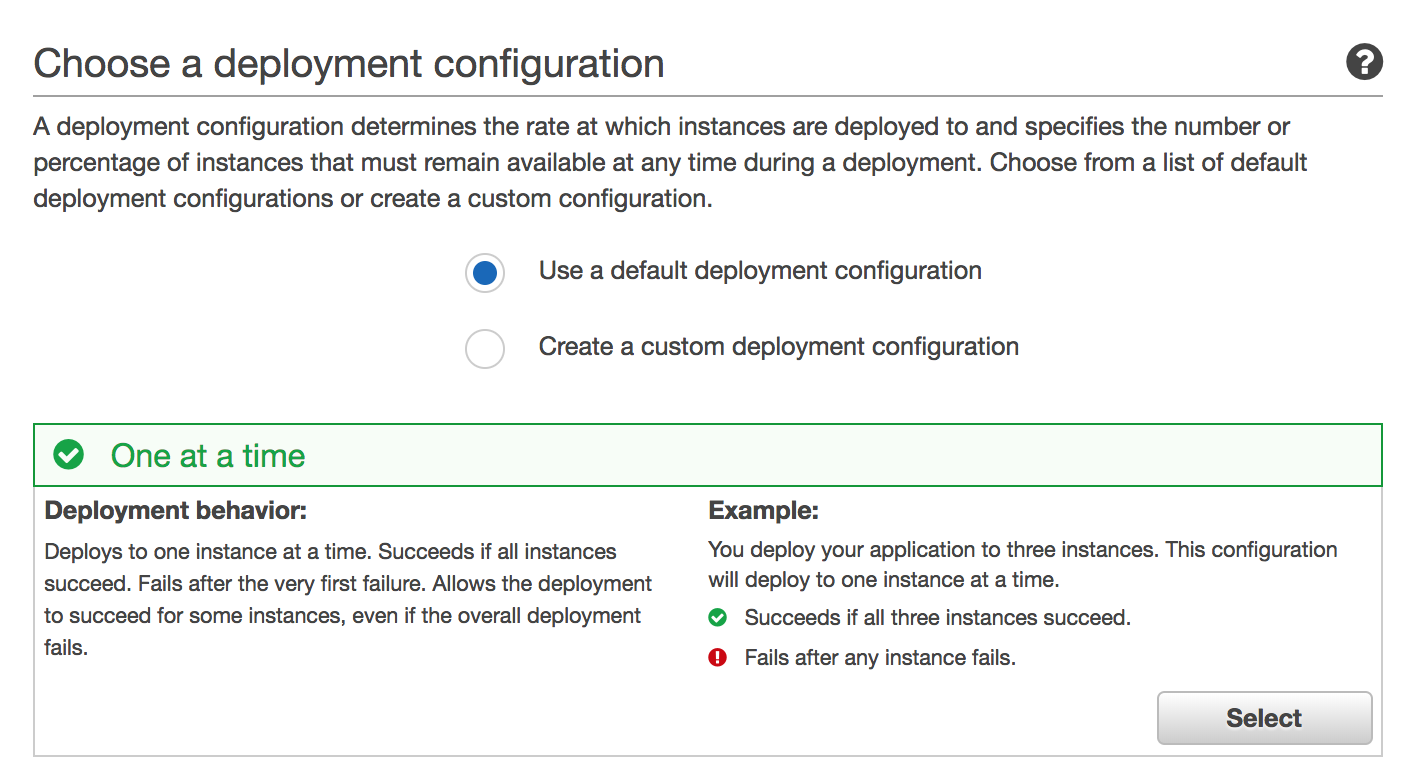 Choose a deployment configuration
?
A deployment configuration determines the rate at which instances are deployed to and specifies the number or
percentage of instances that must remain available at any time during a deployment. Choose from a list of default
deployment configurations or create a custom configuration.
Use a default deployment configuration
Create a custom deployment configuration
One at a time
Deployment behavior:
Deploys to one instance at a time. Succeeds if all instances
succeed. Fails after the very first failure. Allows the deployment
to succeed for some instances, even if the overall deployment
fails.
Example:
You deploy your application to three instances. This configuration
will deploy to one instance at a time.
Succeeds if all three instances succeed.
Fails after any instance fails.
Select